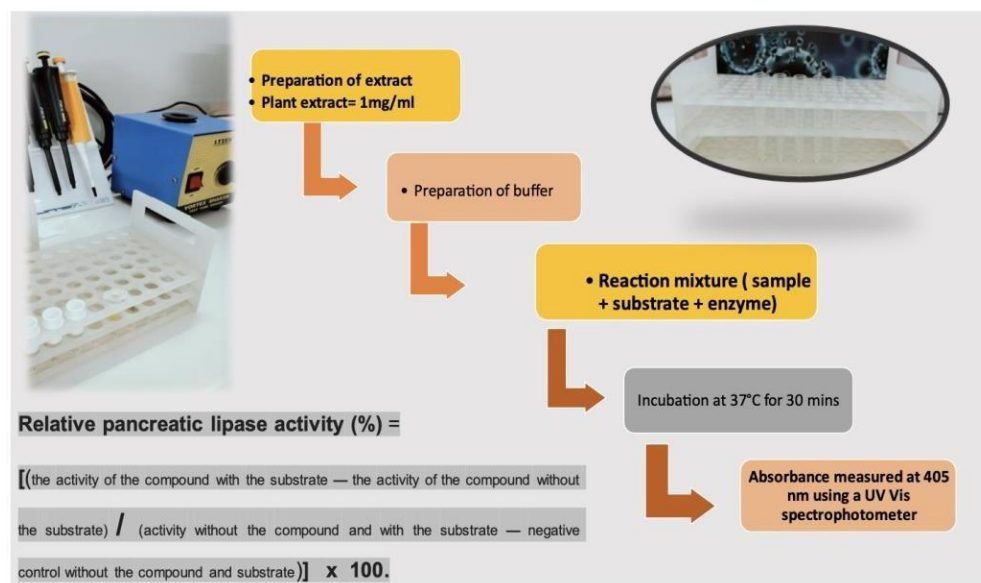 • Preparation of extract
• Plant extract= 1mg/ml
• Preparation of buffer
• Reaction mixture ( sample
+ substrate + enzyme)
Incubation at 37°C for 30 mins
Absorbance measured at 405
nm using a UV Vis
spectrophotometer
Relative pancreatic lipase activity (%) =
[(the activity of the compound with the substrate — the activity of the compound without
the substrate) / (activity without the compound and with the substrate — negative
control without the compound and substrate)] x 100.